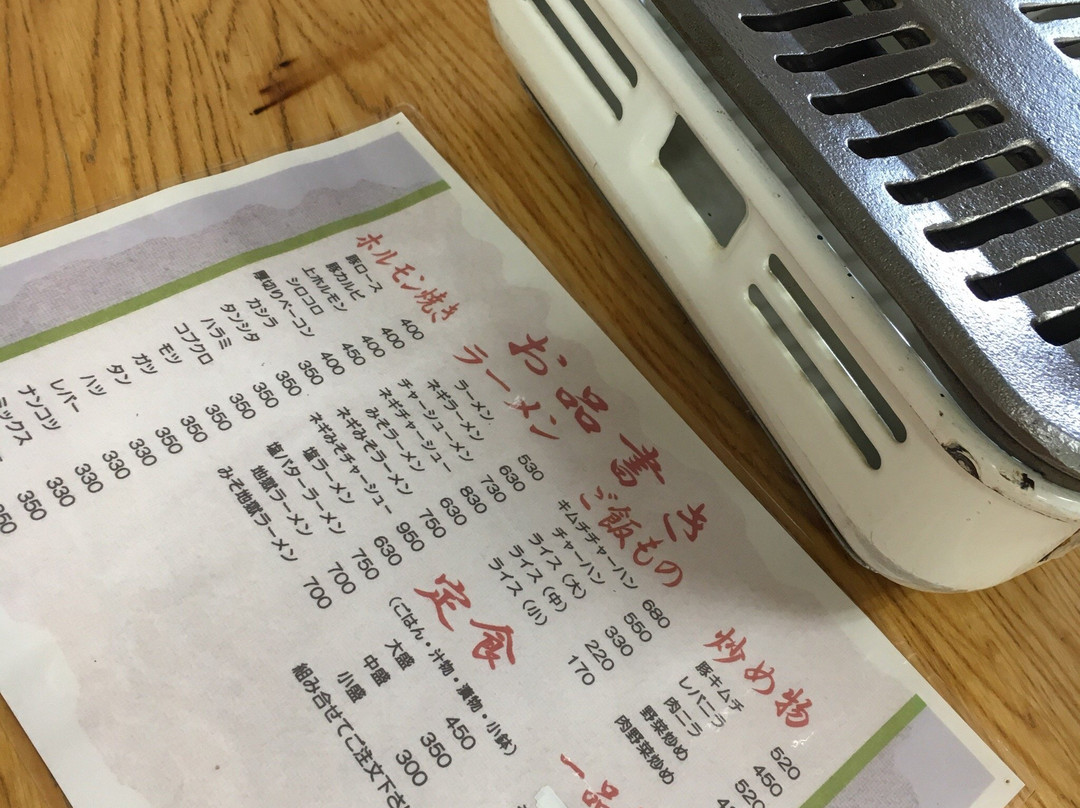 お品書き
ホルモン焼き
豚ロース 400
豚カルビ 400
上ホルモン 400
シロコロ 450
厚切りベーコン 400
カシラ 350
タンシタ 350
ハラミ 350
コブクロ 350
モツ 350
ガツ 350
タン 350
ハツ 330
レバー 330
ナンコツ 330
ミックス 330
350
350
ラーメン
ラーメン 530
ネギラーメン 630
チャーシューメン 730
ネギチャーシュー 830
みそラーメン 630
ネギみそラーメン 750
ネギみそチャーシュー 950
塩ラーメン 630
塩バターラーメン 750
地獄ラーメン 700
みそ地獄ラーメン 700
ご飯もの
キムチチャーハン 680
チャーハン 550
ライス（大） 330
ライス（中） 220
ライス（小） 170
定食
（ごはん・汁物・漬物・小鉢）
大盛 450
中盛 350
小盛 300
組み合せてご注文下さい
炒め物
豚キムチ 520
レバニラ 450
肉ニラ 520
野菜炒め
肉野菜炒め
一品